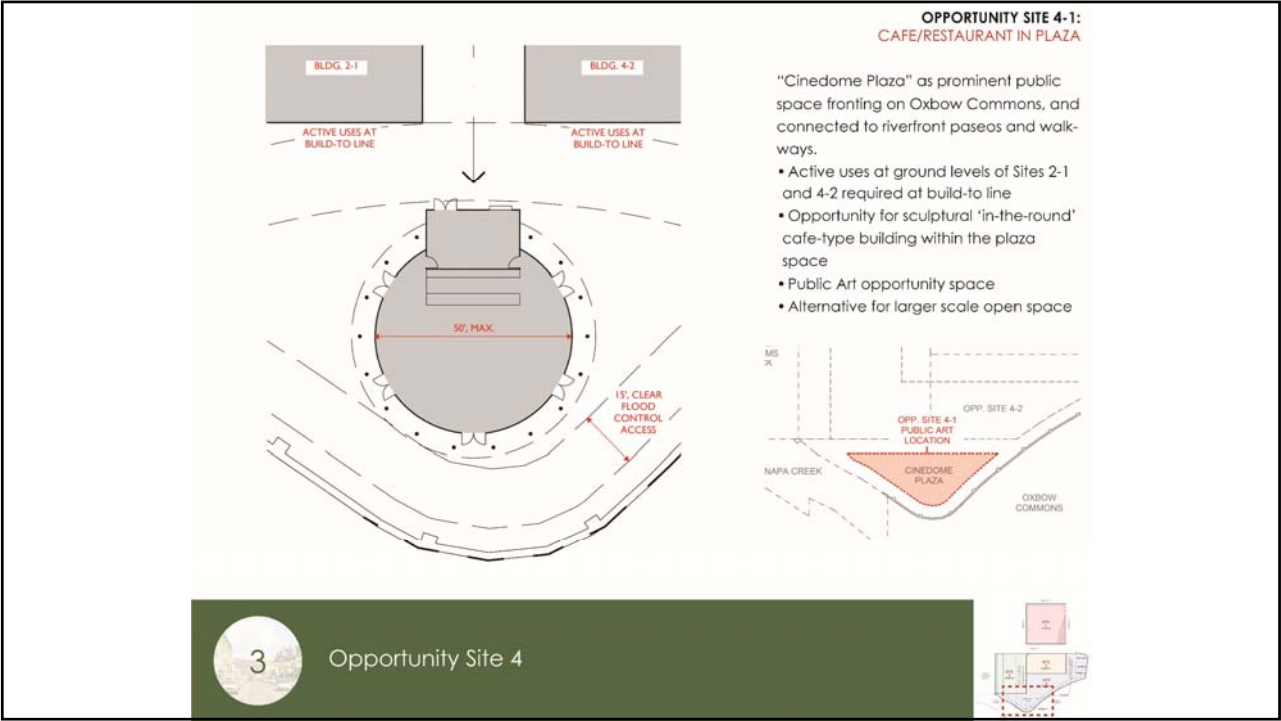 OPPORTUNITY SITE 4-1:
CAFE/RESTAURANT IN PLAZA
BLDG. 2-1
BLDG. 4-2
ACTIVE USES AT
BUILD-TO LINE
ACTIVE USES AT
BUILD-TO LINE
50', MAX.
15', CLEAR
FLOOD
CONTROL
ACCESS
“Cinedome Plaza” as prominent public
space fronting on Oxbow Commons, and
connected to riverfront paseos and walk-
ways.
• Active uses at ground levels of Sites 2-1
and 4-2 required at build-to line
• Opportunity for sculptural ‘in-the-round’
cafe-type building within the plaza
space
• Public Art opportunity space
• Alternative for larger scale open space
MS
OPP. SITE 4-2
OPP. SITE 4-1
PUBLIC ART
LOCATION
NAPA CREEK
CINEDOME
PLAZA
OXBOW
COMMONS
3
Opportunity Site 4